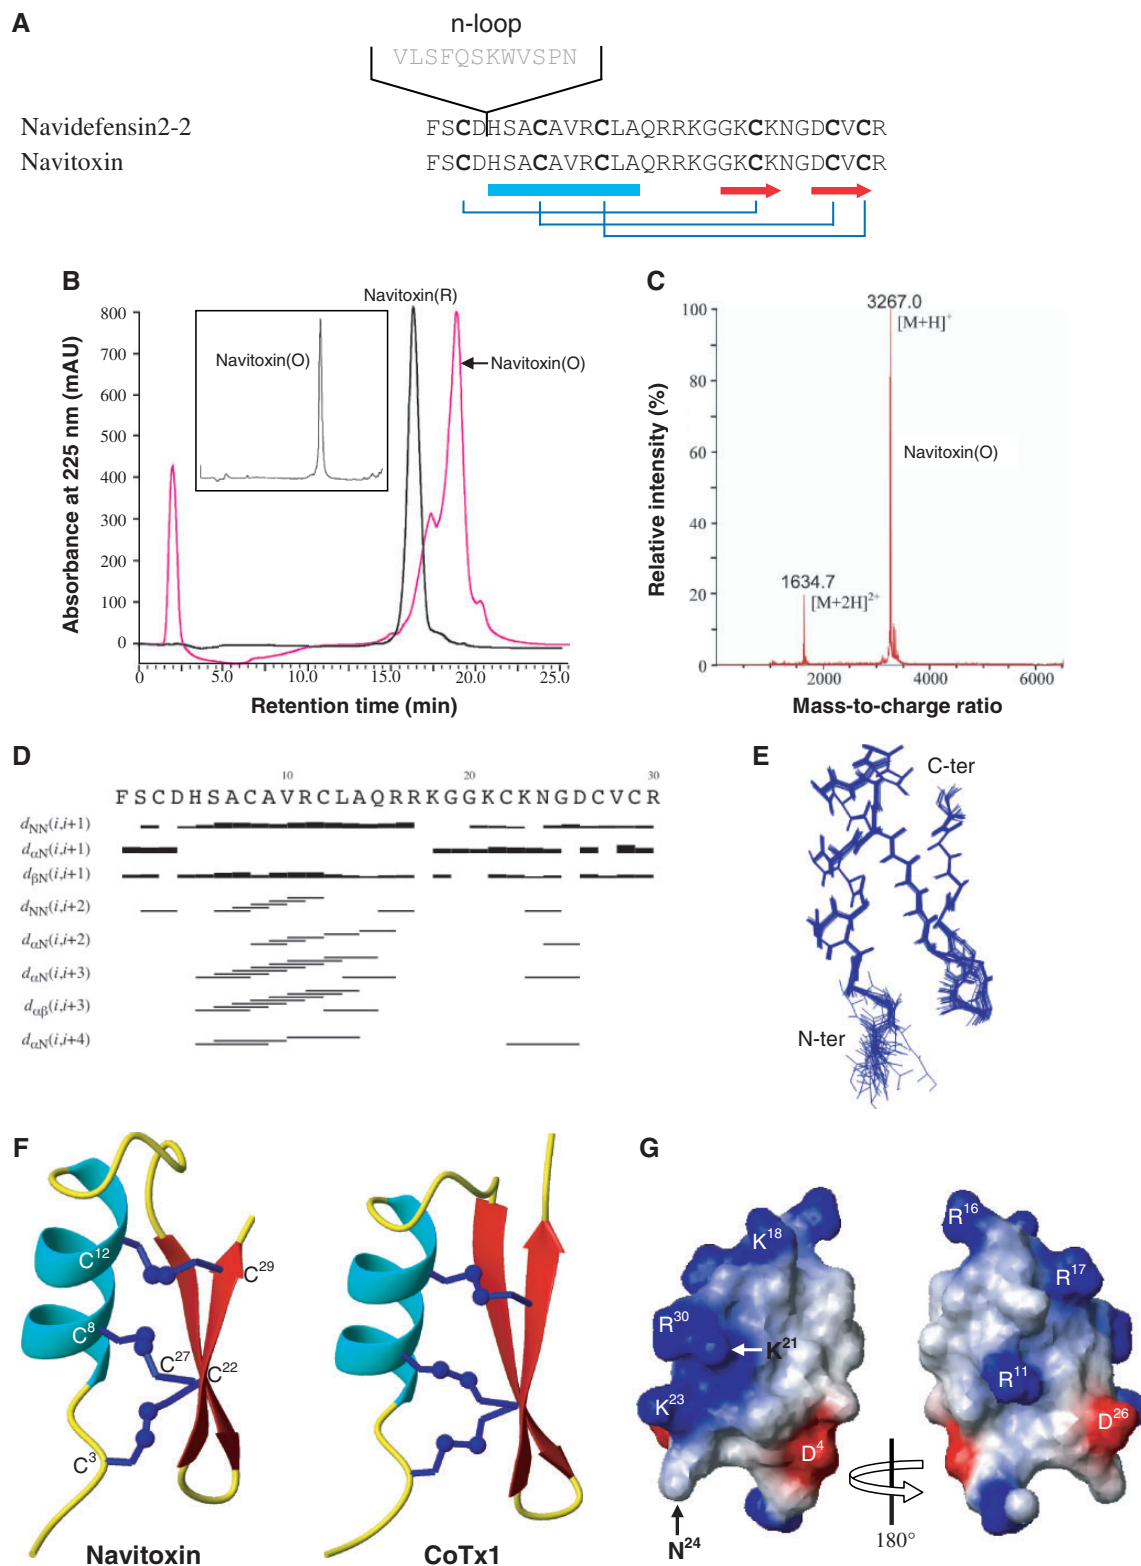 A
n-loop
VLSFQSKWVSPN
Navidefensin2-2 FSCDHSACAVRCLAQRRKGGKCKNGDCVCR
Navitoxin FSCDHSACAVRCLAQRRKGGKCKNGDCVCR
B
Navitoxin(R)
Navitoxin(O)
Navitoxin(O)
Absorbance at 225 nm (mAU)
800
700
600
500
400
300
200
100
0
0
5.0
10.0
15.0
20.0
25.0
Retention time (min)
C
3267.0
[M+H]+
Navitoxin(O)
1634.7
[M+2H]2+
Relative intensity (%)
100
80
60
40
20
0
2000
4000
6000
Mass-to-charge ratio
D
10 20 30
F S C D H S A C A V R C L A Q R R K G G K C K N G D C V C R
dNN(i,i+1)
dαN(i,i+1)
dβN(i,i+1)
dNN(i,i+2)
dαN(i,i+2)
dαN(i,i+3)
dαβ(i,i+3)
dαN(i,i+4)
E
C-ter
N-ter
F
C12
C29
C8
C27
C22
C3
Navitoxin
CoTx1
G
K18
R30
K21
K23
D4
N24
R16
R17
R11
D26
180°